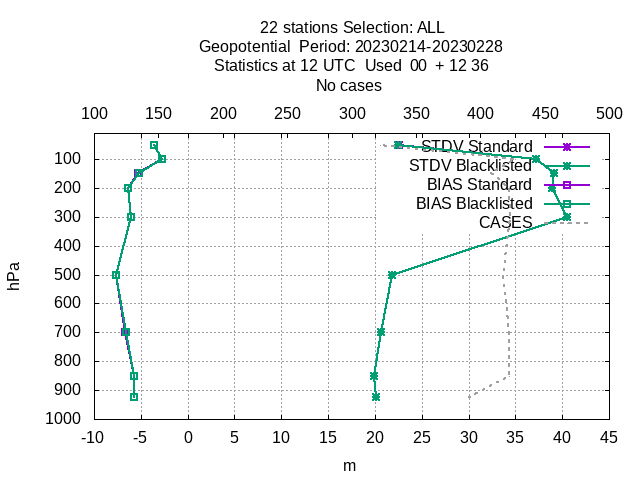 22 stations Selection: ALL
Geopotential  Period: 20230214-20230228
Statistics at 12 UTC  Used  00  + 12 36
No cases
100 150 200 250 300 350 400 450 500
STDV Standard
STDV Blacklisted
BIAS Standard
BIAS Blacklisted
CASES
100
200
300
400
500
600
700
800
900
1000
hPa
-10 -5 0 5 10 15 20 25 30 35 40 45
m